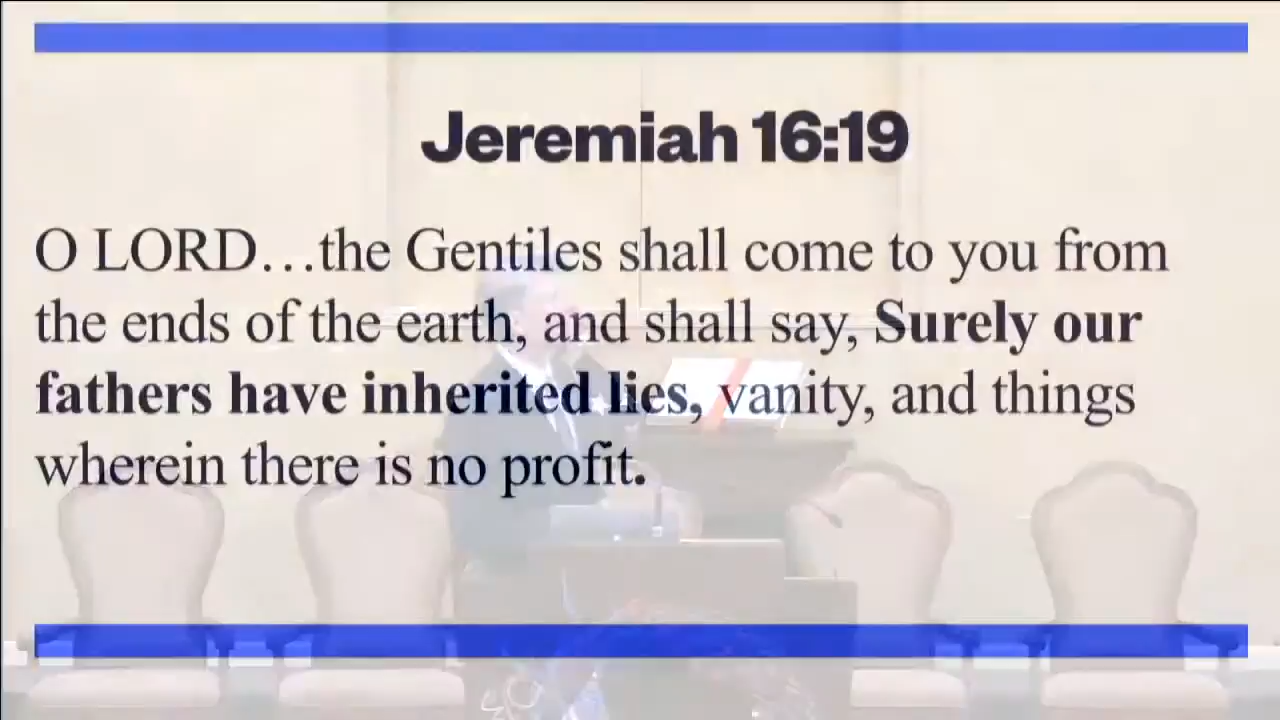 Jeremiah 16:19
O LORD…the Gentiles shall come to you from
the ends of the earth, and shall say, Surely our
fathers have inherited lies, vanity, and things
wherein there is no profit.